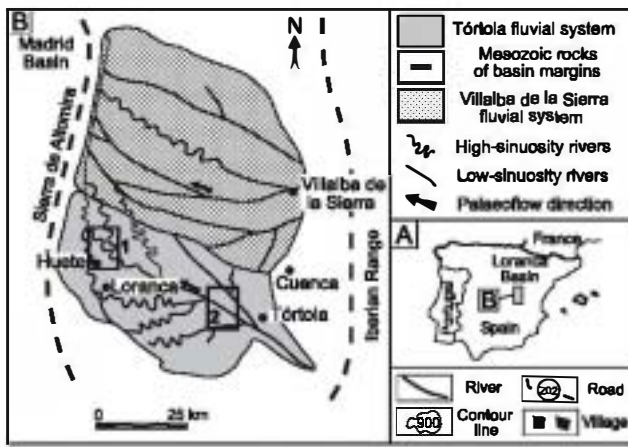 B
Madrid
Basin
N
Sierra de Altomira
Villalba de
la Sierra
1
Huete
Loranca
Cuenca
2
Tórtola
Iberian Range
0 25 km
Tórtola fluvial system
Mesozoic rocks
of basin margins
Villalba de la Sierra
fluvial system
High-sinuosity rivers
Low-sinuosity rivers
Palaeoflow direction
A
France
Loranca
Basin
B
Portugal
Spain
River
202
Road
900
Contour
line
Village